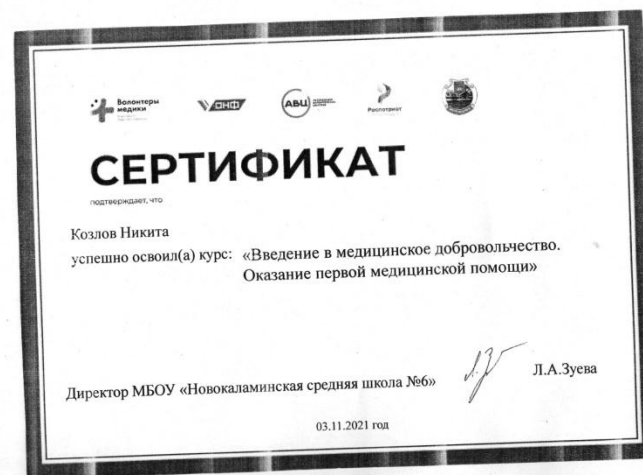 Волонтеры
медики
ОНФ
АВЦ
Роспатриот
СЕРТИФИКАТ
подтверждает, что
Козлов Никита
успешно освоил(а) курс: «Введение в медицинское добровольчество.
Оказание первой медицинской помощи»
Директор МБОУ «Новокаламинская средняя школа №6» Л.А.Зуева
03.11.2021 год